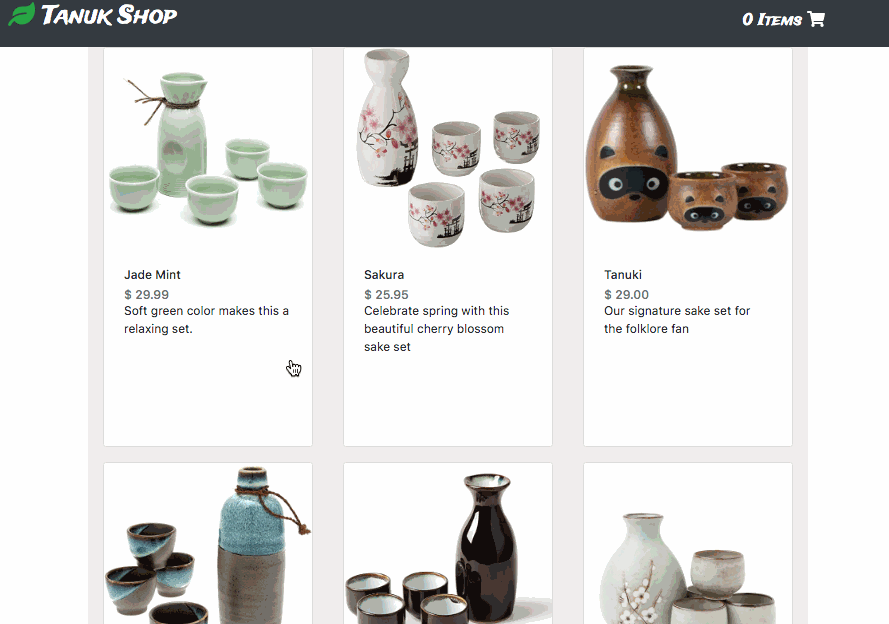 Tanuk Shop
0 Items
Jade Mint
$ 29.99
Soft green color makes this a
relaxing set.
Sakura
$ 25.95
Celebrate spring with this
beautiful cherry blossom
sake set
Tanuki
$ 29.00
Our signature sake set for
the folklore fan